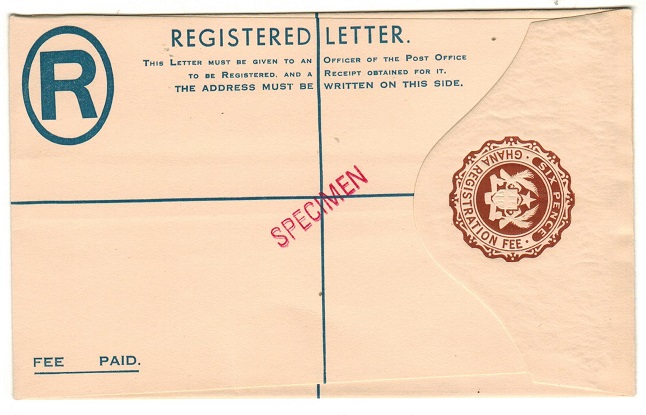 R
REGISTERED LETTER.
THIS LETTER MUST BE GIVEN TO AN OFFICER OF THE POST OFFICE
TO BE REGISTERED, AND A RECEIPT OBTAINED FOR IT.
THE ADDRESS MUST BE WRITTEN ON THIS SIDE.
SPECIMEN
GHANA REGISTRATION FEE · SIX PENCE ·
FEE PAID.